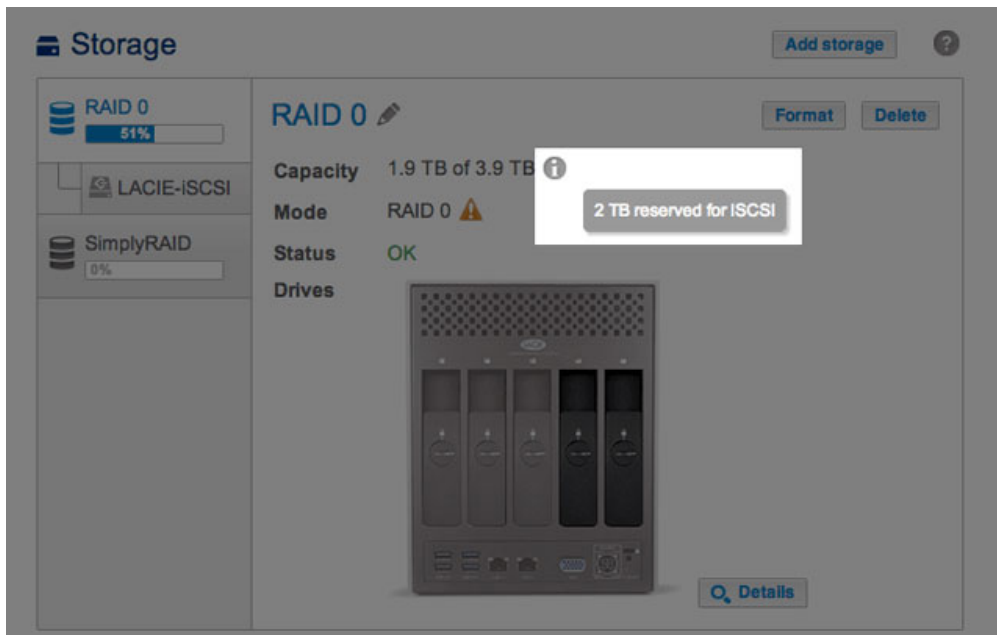 Storage
Add storage
?
RAID 0
51%
LACIE-iSCSI
SimplyRAID
0%
RAID 0
Format
Delete
Capacity 1.9 TB of 3.9 TB
2 TB reserved for iSCSI
Mode RAID 0
Status OK
Drives
Details